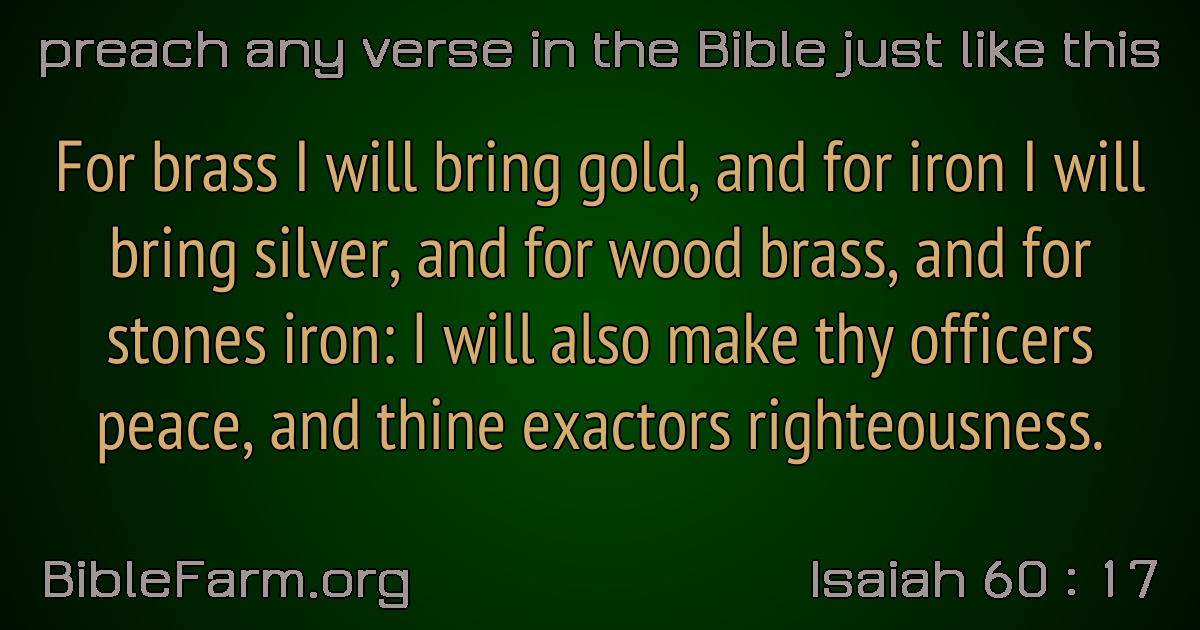 preach any verse in the Bible just like this
For brass I will bring gold, and for iron I will
bring silver, and for wood brass, and for
stones iron: I will also make thy officers
peace, and thine exactors righteousness.
BibleFarm.org
Isaiah 60 : 17